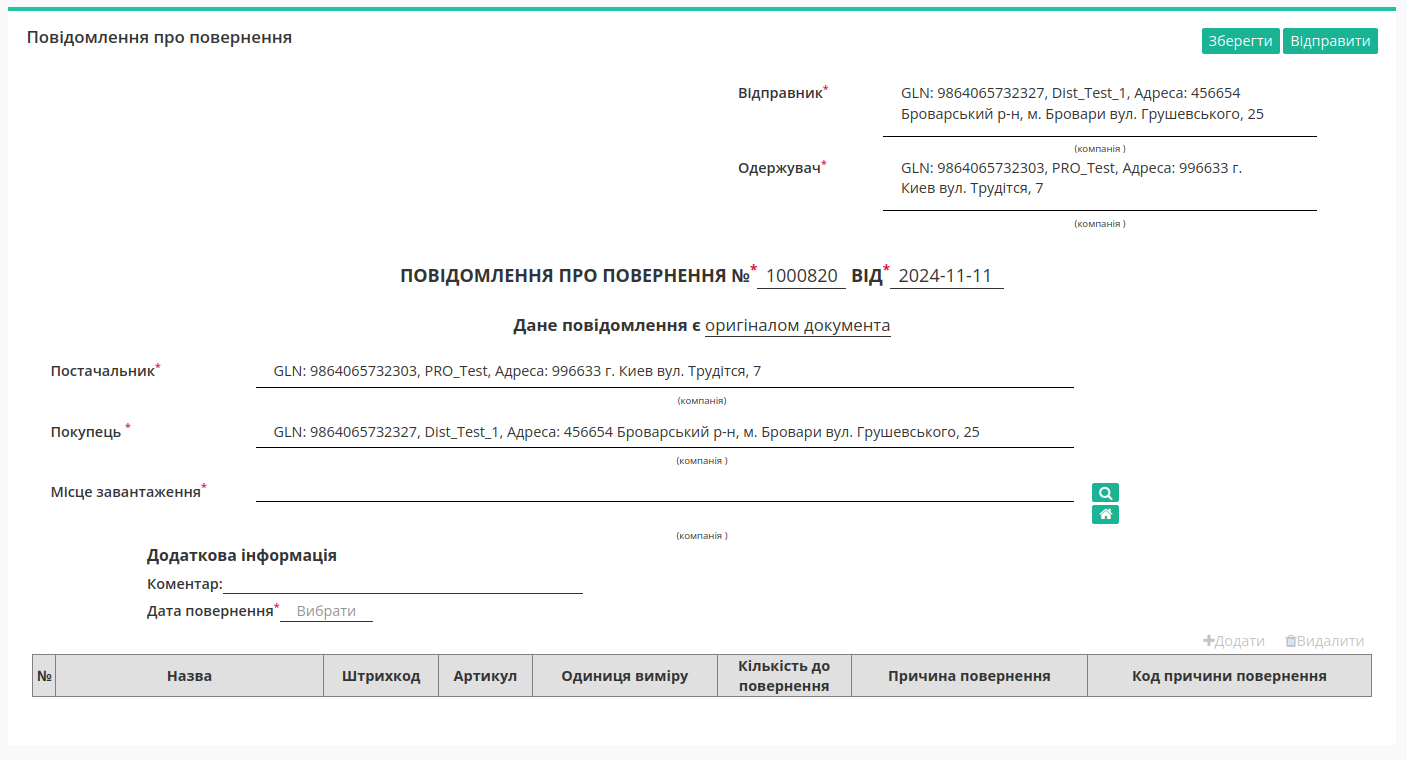 Повідомлення про повернення
Зберегти Відправити
Відправник* GLN: 9864065732327, Dist_Test_1, Адреса: 456654
Броварський р-н, м. Бровари вул. Грушевського, 25
(компанія )
Одержувач* GLN: 9864065732303, PRO_Test, Адреса: 996633 г.
Киев вул. Трудітся, 7
(компанія )
ПОВІДОМЛЕННЯ ПРО ПОВЕРНЕННЯ №* 1000820 ВІД* 2024-11-11
Дане повідомлення є оригіналом документа
Постачальник* GLN: 9864065732303, PRO_Test, Адреса: 996633 г. Киев вул. Трудітся, 7
(компанія)
Покупець * GLN: 9864065732327, Dist_Test_1, Адреса: 456654 Броварський р-н, м. Бровари вул. Грушевського, 25
(компанія )
Місце завантаження*
(компанія )
Додаткова інформація
Коментар:
Дата повернення* Вибрати
Додати Видалити
№ Назва Штрихкод Артикул Одиниця виміру Кількість до повернення Причина повернення Код причини повернення